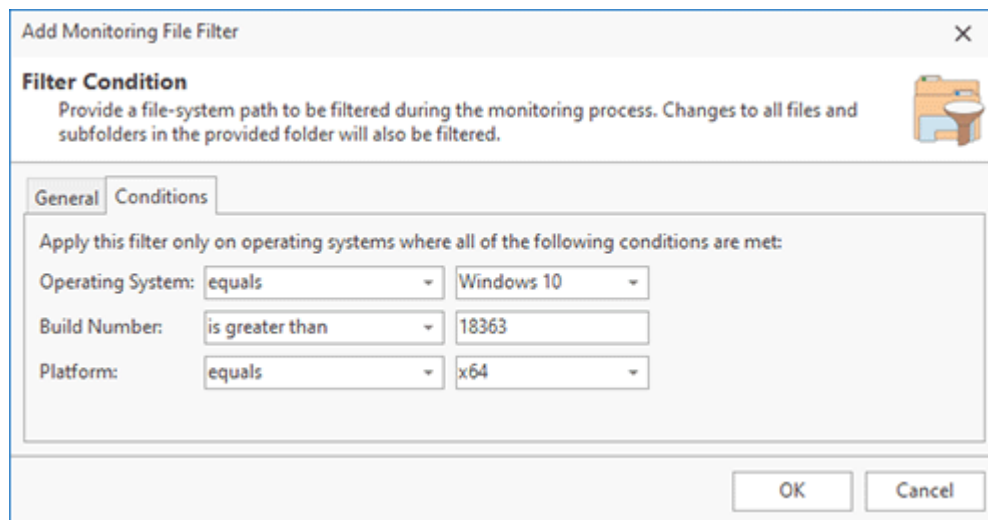 Add Monitoring File Filter
Filter Condition
Provide a file-system path to be filtered during the monitoring process. Changes to all files and
subfolders in the provided folder will also be filtered.
General Conditions
Apply this filter only on operating systems where all of the following conditions are met:
Operating System: equals Windows 10
Build Number: is greater than 18363
Platform: equals x64
OK Cancel